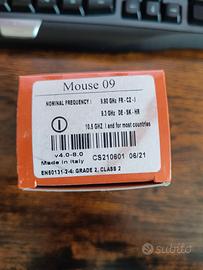 Mouse 09
NOMINAL FREQUENCY : 9.90 GHz FR - CZ - I
9.3 GHz DE - SK - HR
10.5 GHZ I and for most countries
v4.0-8.0
Made in Italy
CS210601 06/21
EN50131-2-4: GRADE 2, CLASS 2
Subito